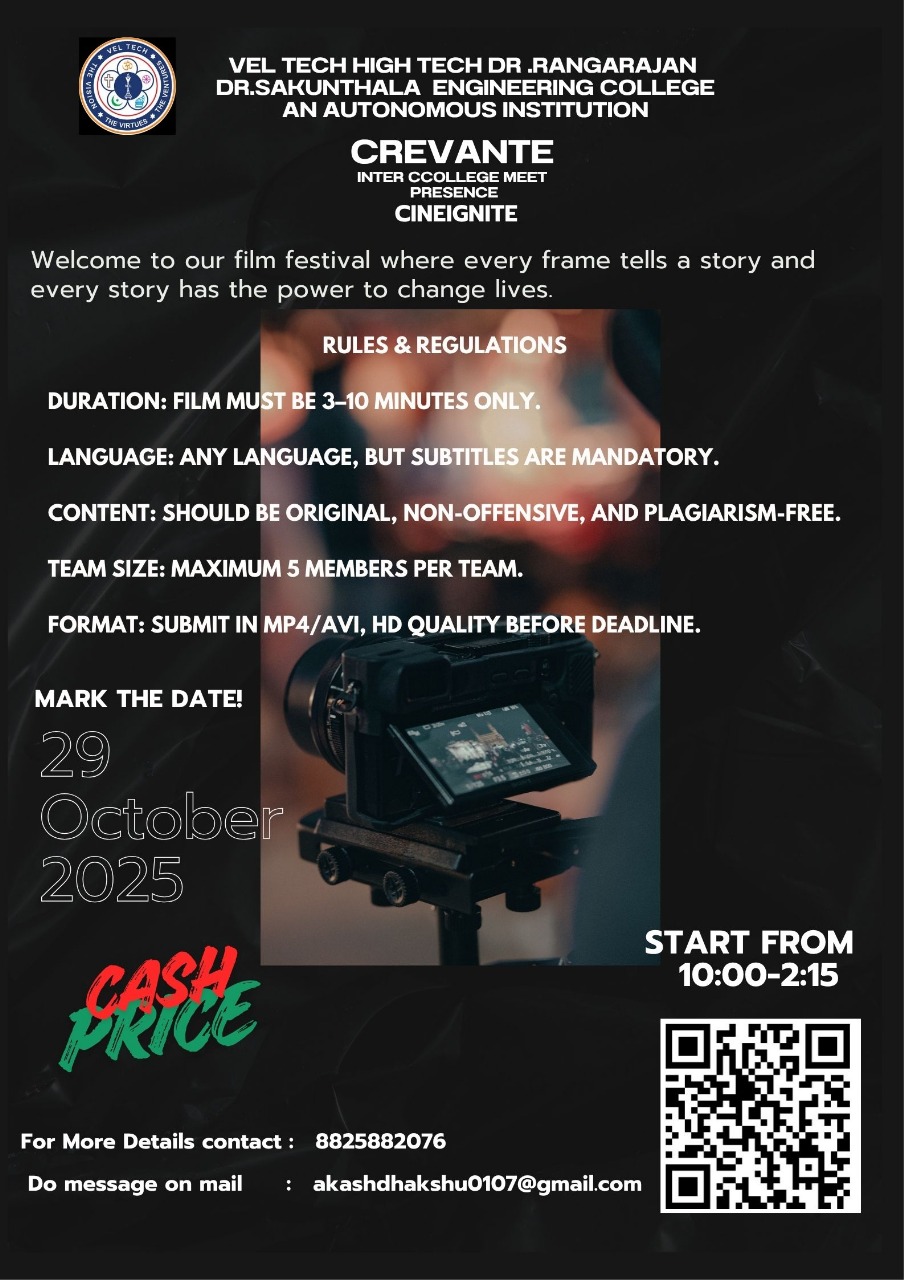 VEL TECH
THE VISION
THE VENTURES
THE VIRTUES
VEL TECH HIGH TECH DR .RANGARAJAN
DR.SAKUNTHALA ENGINEERING COLLEGE
AN AUTONOMOUS INSTITUTION
CREVANTE
INTER CCOLLEGE MEET
PRESENCE
CINEIGNITE
Welcome to our film festival where every frame tells a story and
every story has the power to change lives.
RULES & REGULATIONS
DURATION: FILM MUST BE 3–10 MINUTES ONLY.
LANGUAGE: ANY LANGUAGE, BUT SUBTITLES ARE MANDATORY.
CONTENT: SHOULD BE ORIGINAL, NON-OFFENSIVE, AND PLAGIARISM-FREE.
TEAM SIZE: MAXIMUM 5 MEMBERS PER TEAM.
FORMAT: SUBMIT IN MP4/AVI, HD QUALITY BEFORE DEADLINE.
MARK THE DATE!
29
October
2025
START FROM
10:00-2:15
CASH
PRICE
For More Details contact : 8825882076
Do message on mail : akashdhakshu0107@gmail.com